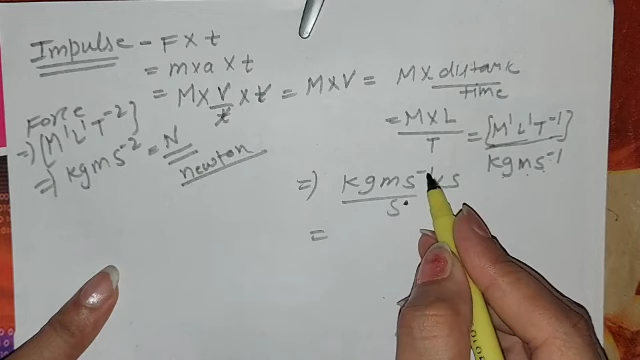 Impulse - F X t
= m x a x t
= M X V/t X t = M X V = M X distance/time
= M X L/T = [M¹L¹T⁻¹]
kgms⁻¹
Force
=) [M¹L¹T⁻²]
=) kgms⁻² = N
newton
=) kgms⁻¹ x s/s
=